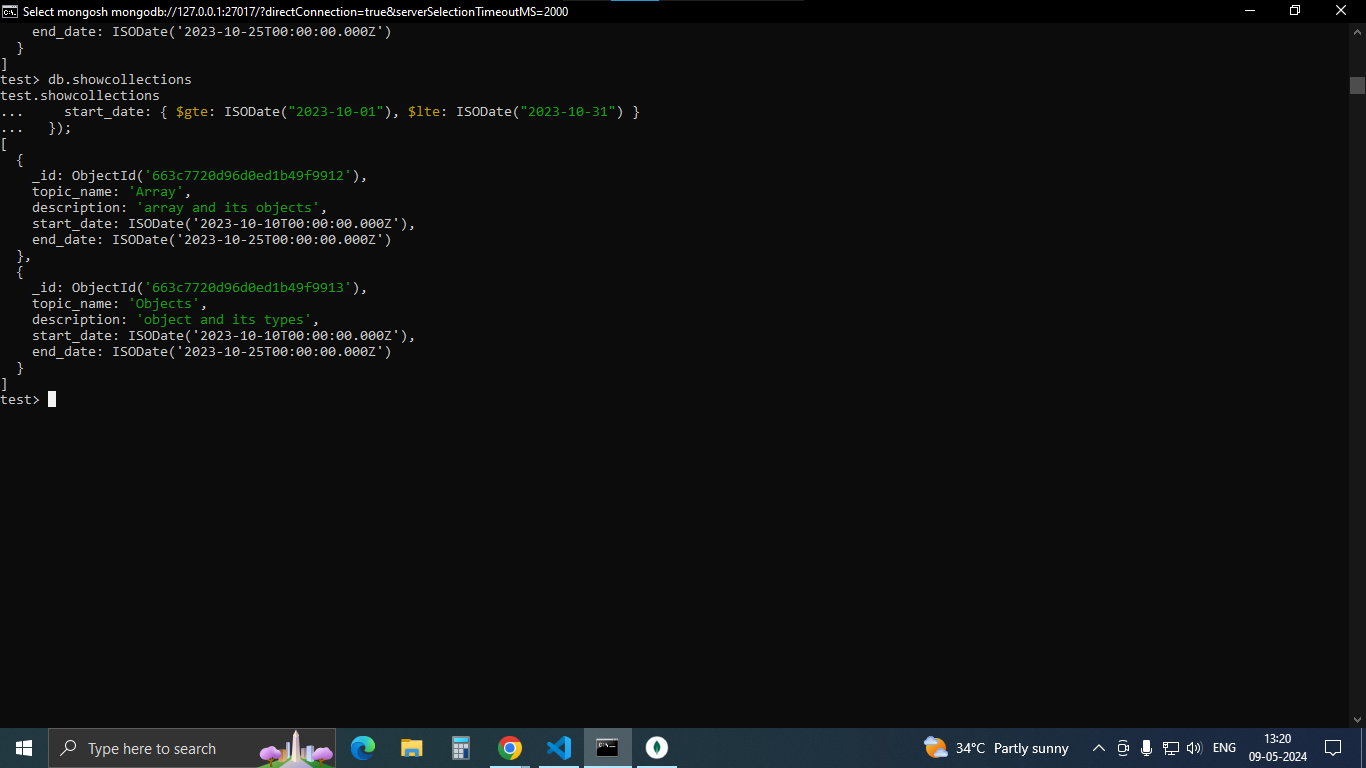 Select mongosh mongodb://127.0.0.1:27017/?directConnection=true&serverSelectionTimeoutMS=2000
    end_date: ISODate('2023-10-25T00:00:00.000Z')
  }
]
test> db.showcollections
test.showcollections
...     start_date: { $gte: ISODate("2023-10-01"), $lte: ISODate("2023-10-31") }
...   });
[
  {
    _id: ObjectId('663c7720d96d0ed1b49f9912'),
    topic_name: 'Array',
    description: 'array and its objects',
    start_date: ISODate('2023-10-10T00:00:00.000Z'),
    end_date: ISODate('2023-10-25T00:00:00.000Z')
  },
  {
    _id: ObjectId('663c7720d96d0ed1b49f9913'),
    topic_name: 'Objects',
    description: 'object and its types',
    start_date: ISODate('2023-10-10T00:00:00.000Z'),
    end_date: ISODate('2023-10-25T00:00:00.000Z')
  }
]
test>
Type here to search
34°C Partly sunny
ENG
13:20
09-05-2024